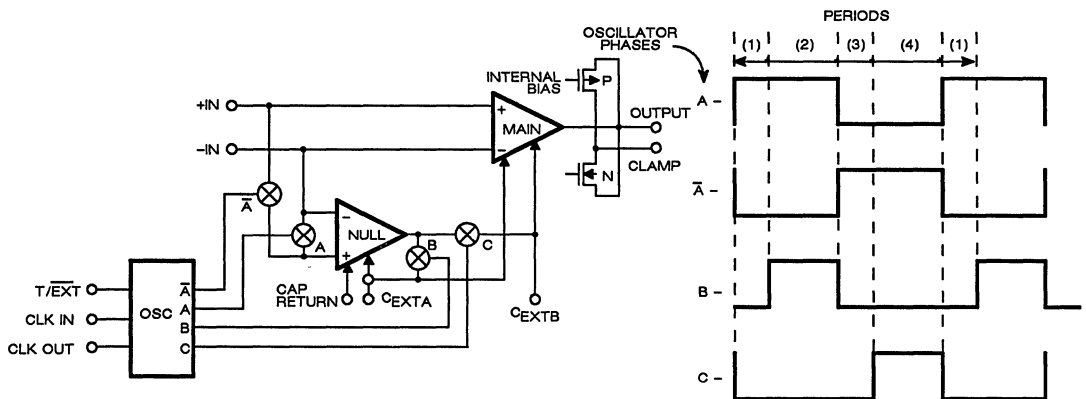 PERIODS
OSCILLATOR
PHASES
(1) (2) (3) (4) (1)
INTERNAL
BIAS
P
A –
+IN
+
MAIN
OUTPUT
–IN
–
CLAMP
N
A̅ –
A̅
–
NULL
A
+
B
C
B –
T/E̅X̅T̅
CLK IN
CLK OUT
OSC
A̅
A
B
C
CAP
RETURN
CEXTA
CEXTB
C –